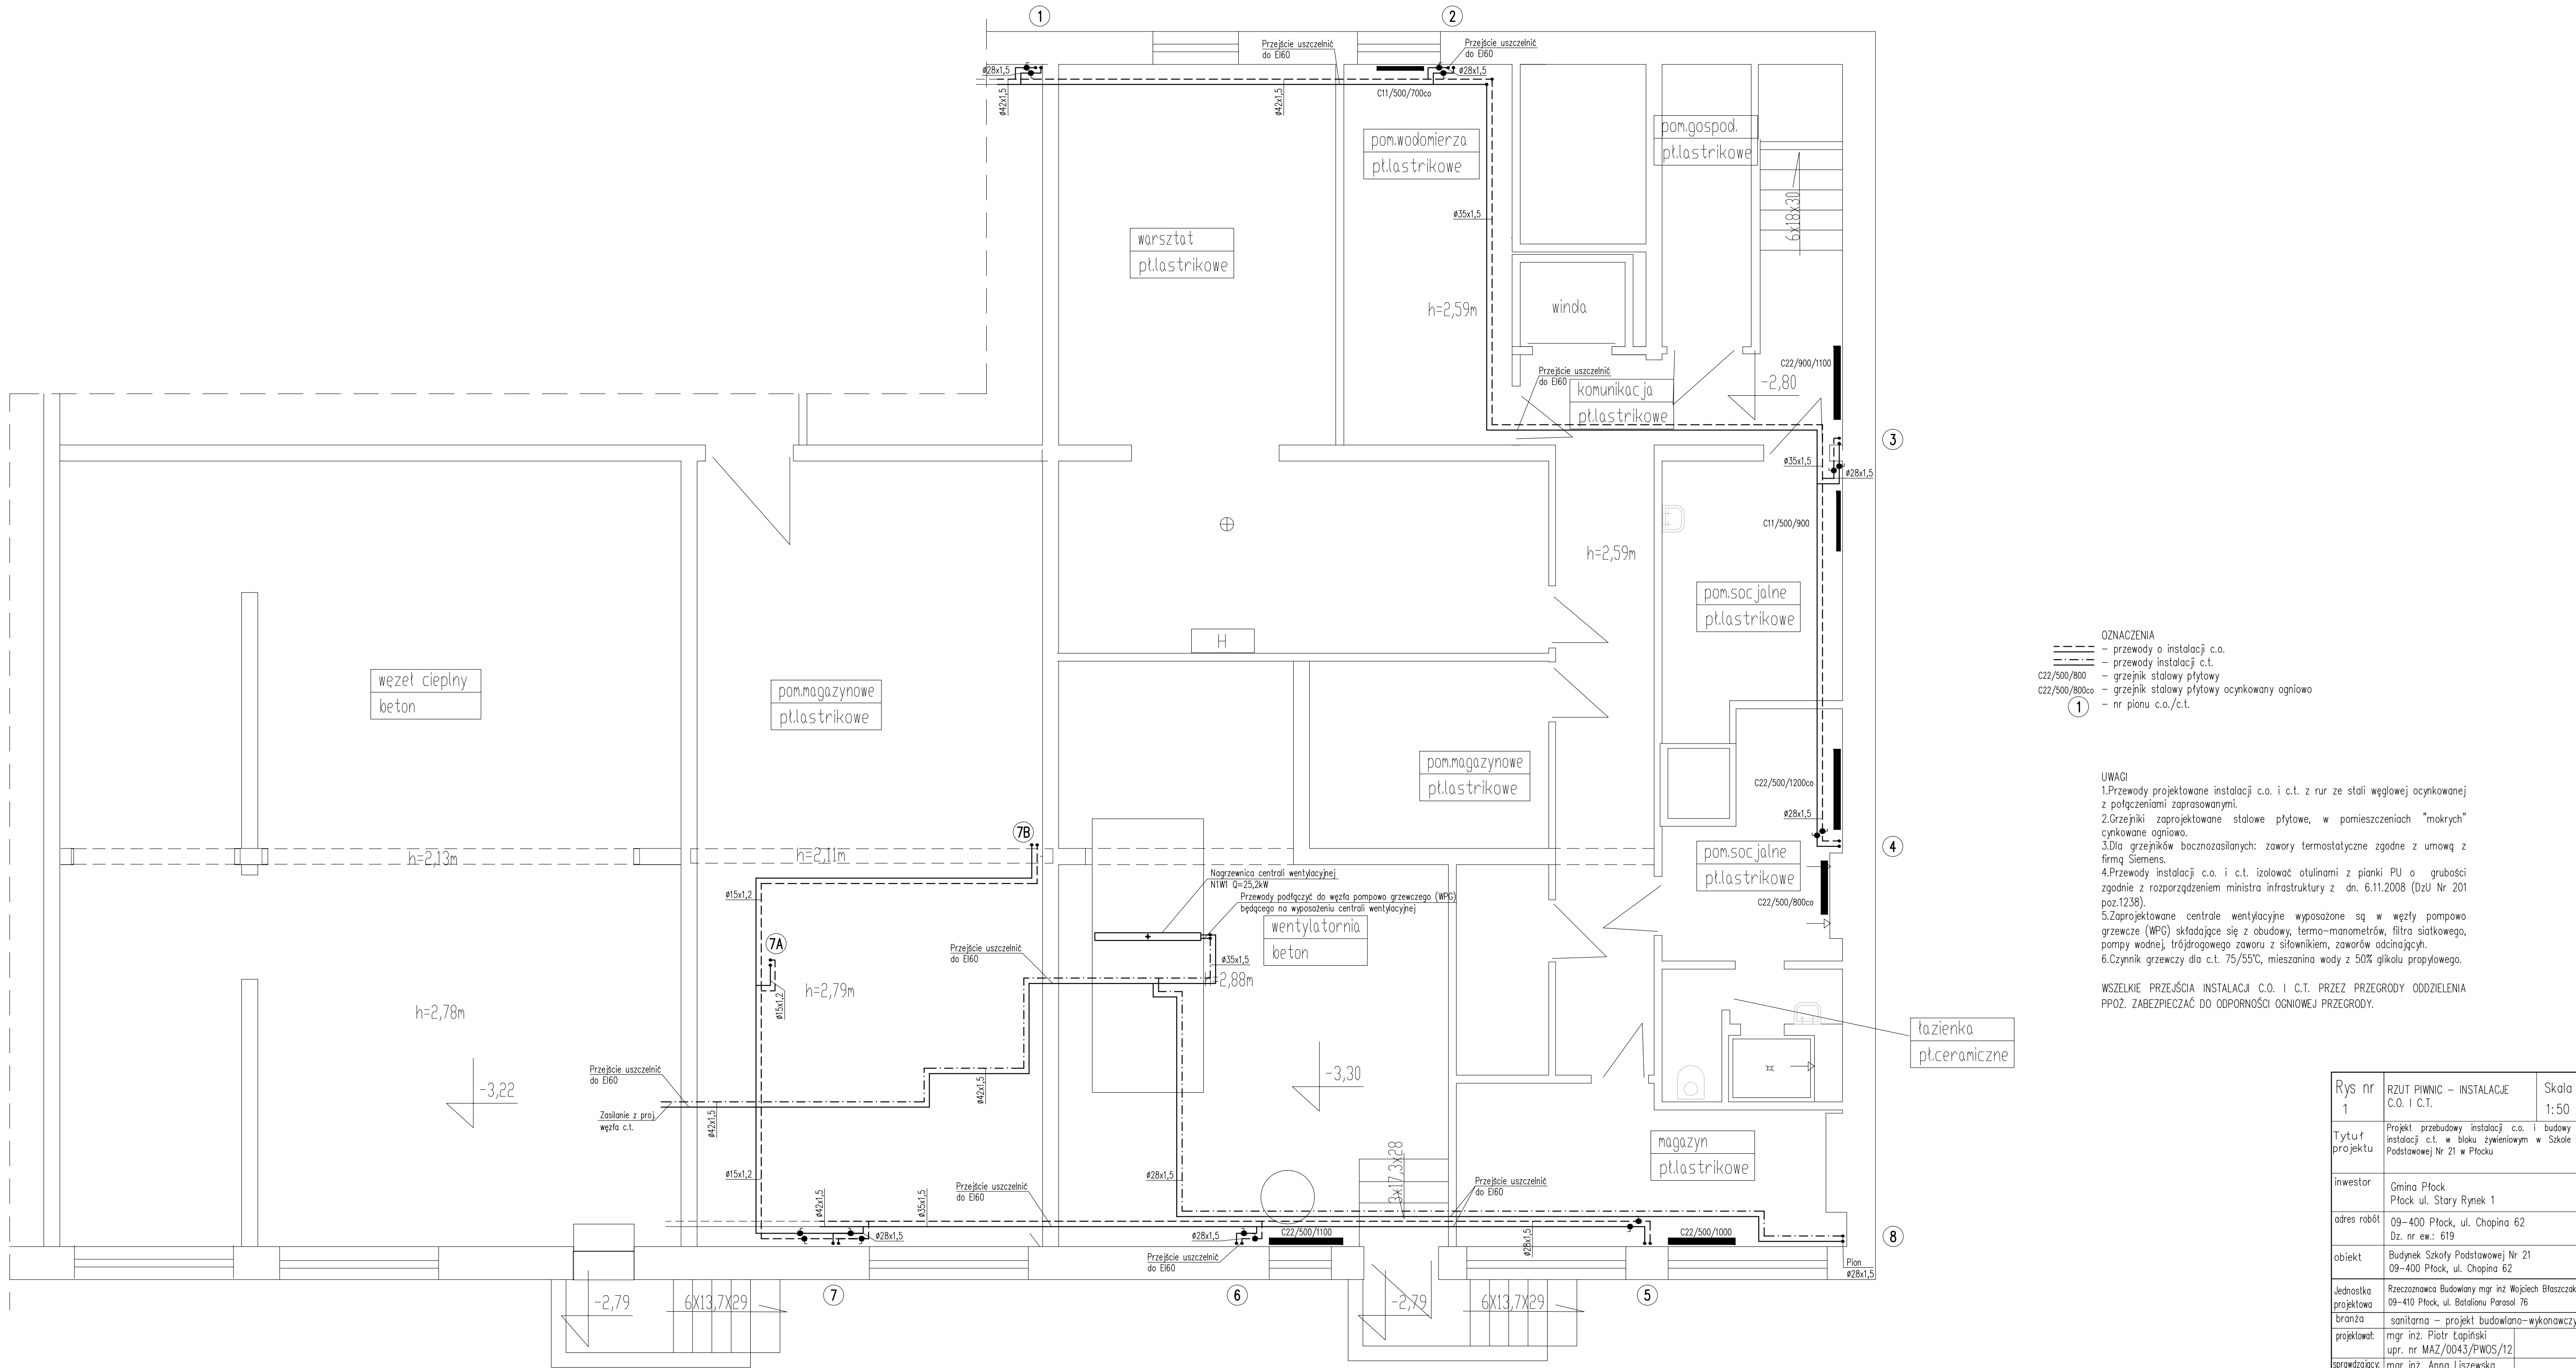 1
2
Przejście uszczelnić
do EI60
Przejście uszczelnić
do EI60
ø28x1,5
ø28x1,5
ø42x1,5
ø42x1,5
C11/500/700co
pom.wodomierza
pł.lastrikowe
pom.gospod.
pł.lastrikowe
6x18x30
ø35x1,5
warsztat
pł.lastrikowe
h=2,59m
winda
C22/900/1100
Przejście uszczelnić
do EI60
komunikacja
pł.lastrikowe
-2,80
3
ø35x1,5
ø28x1,5
C11/500/900
h=2,59m
pom.socjalne
pł.lastrikowe
H
węzeł cieplny
beton
pom.magazynowe
pł.lastrikowe
pom.magazynowe
pł.lastrikowe
C22/500/1200co
ø28x1,5
7B
4
h=2,13m
h=2,11m
pom.socjalne
pł.lastrikowe
C22/500/800co
Nagrzewnica centrali wentylacyjnej
N1W1 Q=25,2kW
Przewody podłączyć do węzła pompowo grzewczego (WPG)
będącego na wyposażeniu centrali wentylacyjnej
ø15x1,2
wentylatornia
beton
7A
Przejście uszczelnić
do EI60
ø35x1,5
H=2,88m
h=2,79m
ø15x1,2
h=2,78m
łazienka
pł.ceramiczne
Przejście uszczelnić
do EI60
-3,22
-3,30
ø42x1,5
Zasilanie z proj.
węzła c.t.
ø42x1,5
magazyn
pł.lastrikowe
3x17,3x28
ø15x1,2
ø28x1,5
Przejście uszczelnić
do EI60
Przejście uszczelnić
do EI60
ø42x1,5
ø35x1,5
ø28x1,5
ø28x1,5
C22/500/1100
ø28x1,5
C22/500/1000
8
Przejście uszczelnić
do EI60
Pion
ø28x1,5
-2,79
6X13,7X29
7
6
-2,79
6X13,7X29
5
OZNACZENIA
– przewody o instalacji c.o.
– przewody instalacji c.t.
C22/500/800 – grzejnik stalowy płytowy
C22/500/800co – grzejnik stalowy płytowy ocynkowany ogniowo
1 – nr pionu c.o./c.t.
UWAGI
1.Przewody projektowane instalacji c.o. i c.t. z rur ze stali węglowej ocynkowanej
z połączeniami zaprasowanymi.
2.Grzejniki zaprojektowane stalowe płytowe, w pomieszczeniach "mokrych"
cynkowane ogniowo.
3.Dla grzejników bocznozasilanych: zawory termostatyczne zgodne z umową z
firmą Siemens.
4.Przewody instalacji c.o. i c.t. izolować otulinami z pianki PU o grubości
zgodnie z rozporządzeniem ministra infrastruktury z dn. 6.11.2008 (DzU Nr 201
poz.1238).
5.Zaprojektowane centrale wentylacyjne wyposażone są w węzły pompowo
grzewcze (WPG) składające się z obudowy, termo-manometrów, filtra siatkowego,
pompy wodnej, trójdrogowego zaworu z siłownikiem, zaworów odcinającyh.
6.Czynnik grzewczy dla c.t. 75/55°C, mieszanina wody z 50% glikolu propylowego.
WSZELKIE PRZEJŚCIA INSTALACJI C.O. I C.T. PRZEZ PRZEGRODY ODDZIELENIA
PPOŻ. ZABEZPIECZAĆ DO ODPORNOŚCI OGNIOWEJ PRZEGRODY.
Rys nr
1
RZUT PIWNIC – INSTALACJE
C.O. I C.T.
Skala
1:50
Tytuł
projektu
Projekt przebudowy instalacji c.o. i budowy
instalacji c.t. w bloku żywieniowym w Szkole
Podstawowej Nr 21 w Płocku
inwestor
Gmina Płock
Płock ul. Stary Rynek 1
adres robót
09-400 Płock, ul. Chopina 62
Dz. nr ew.: 619
obiekt
Budynek Szkoły Podstawowej Nr 21
09-400 Płock, ul. Chopina 62
Jednostka
projektowa
Rzeczoznawca Budowlany mgr inż Wojciech Błaszczak
09-410 Płock, ul. Batalionu Parasol 76
branża
sanitarna – projekt budowlano-wykonawczy
projektował:
mgr inż. Piotr Łapiński
upr. nr MAZ/0043/PWOS/12
sprawdzający:
mgr inż. Anna Liszewska